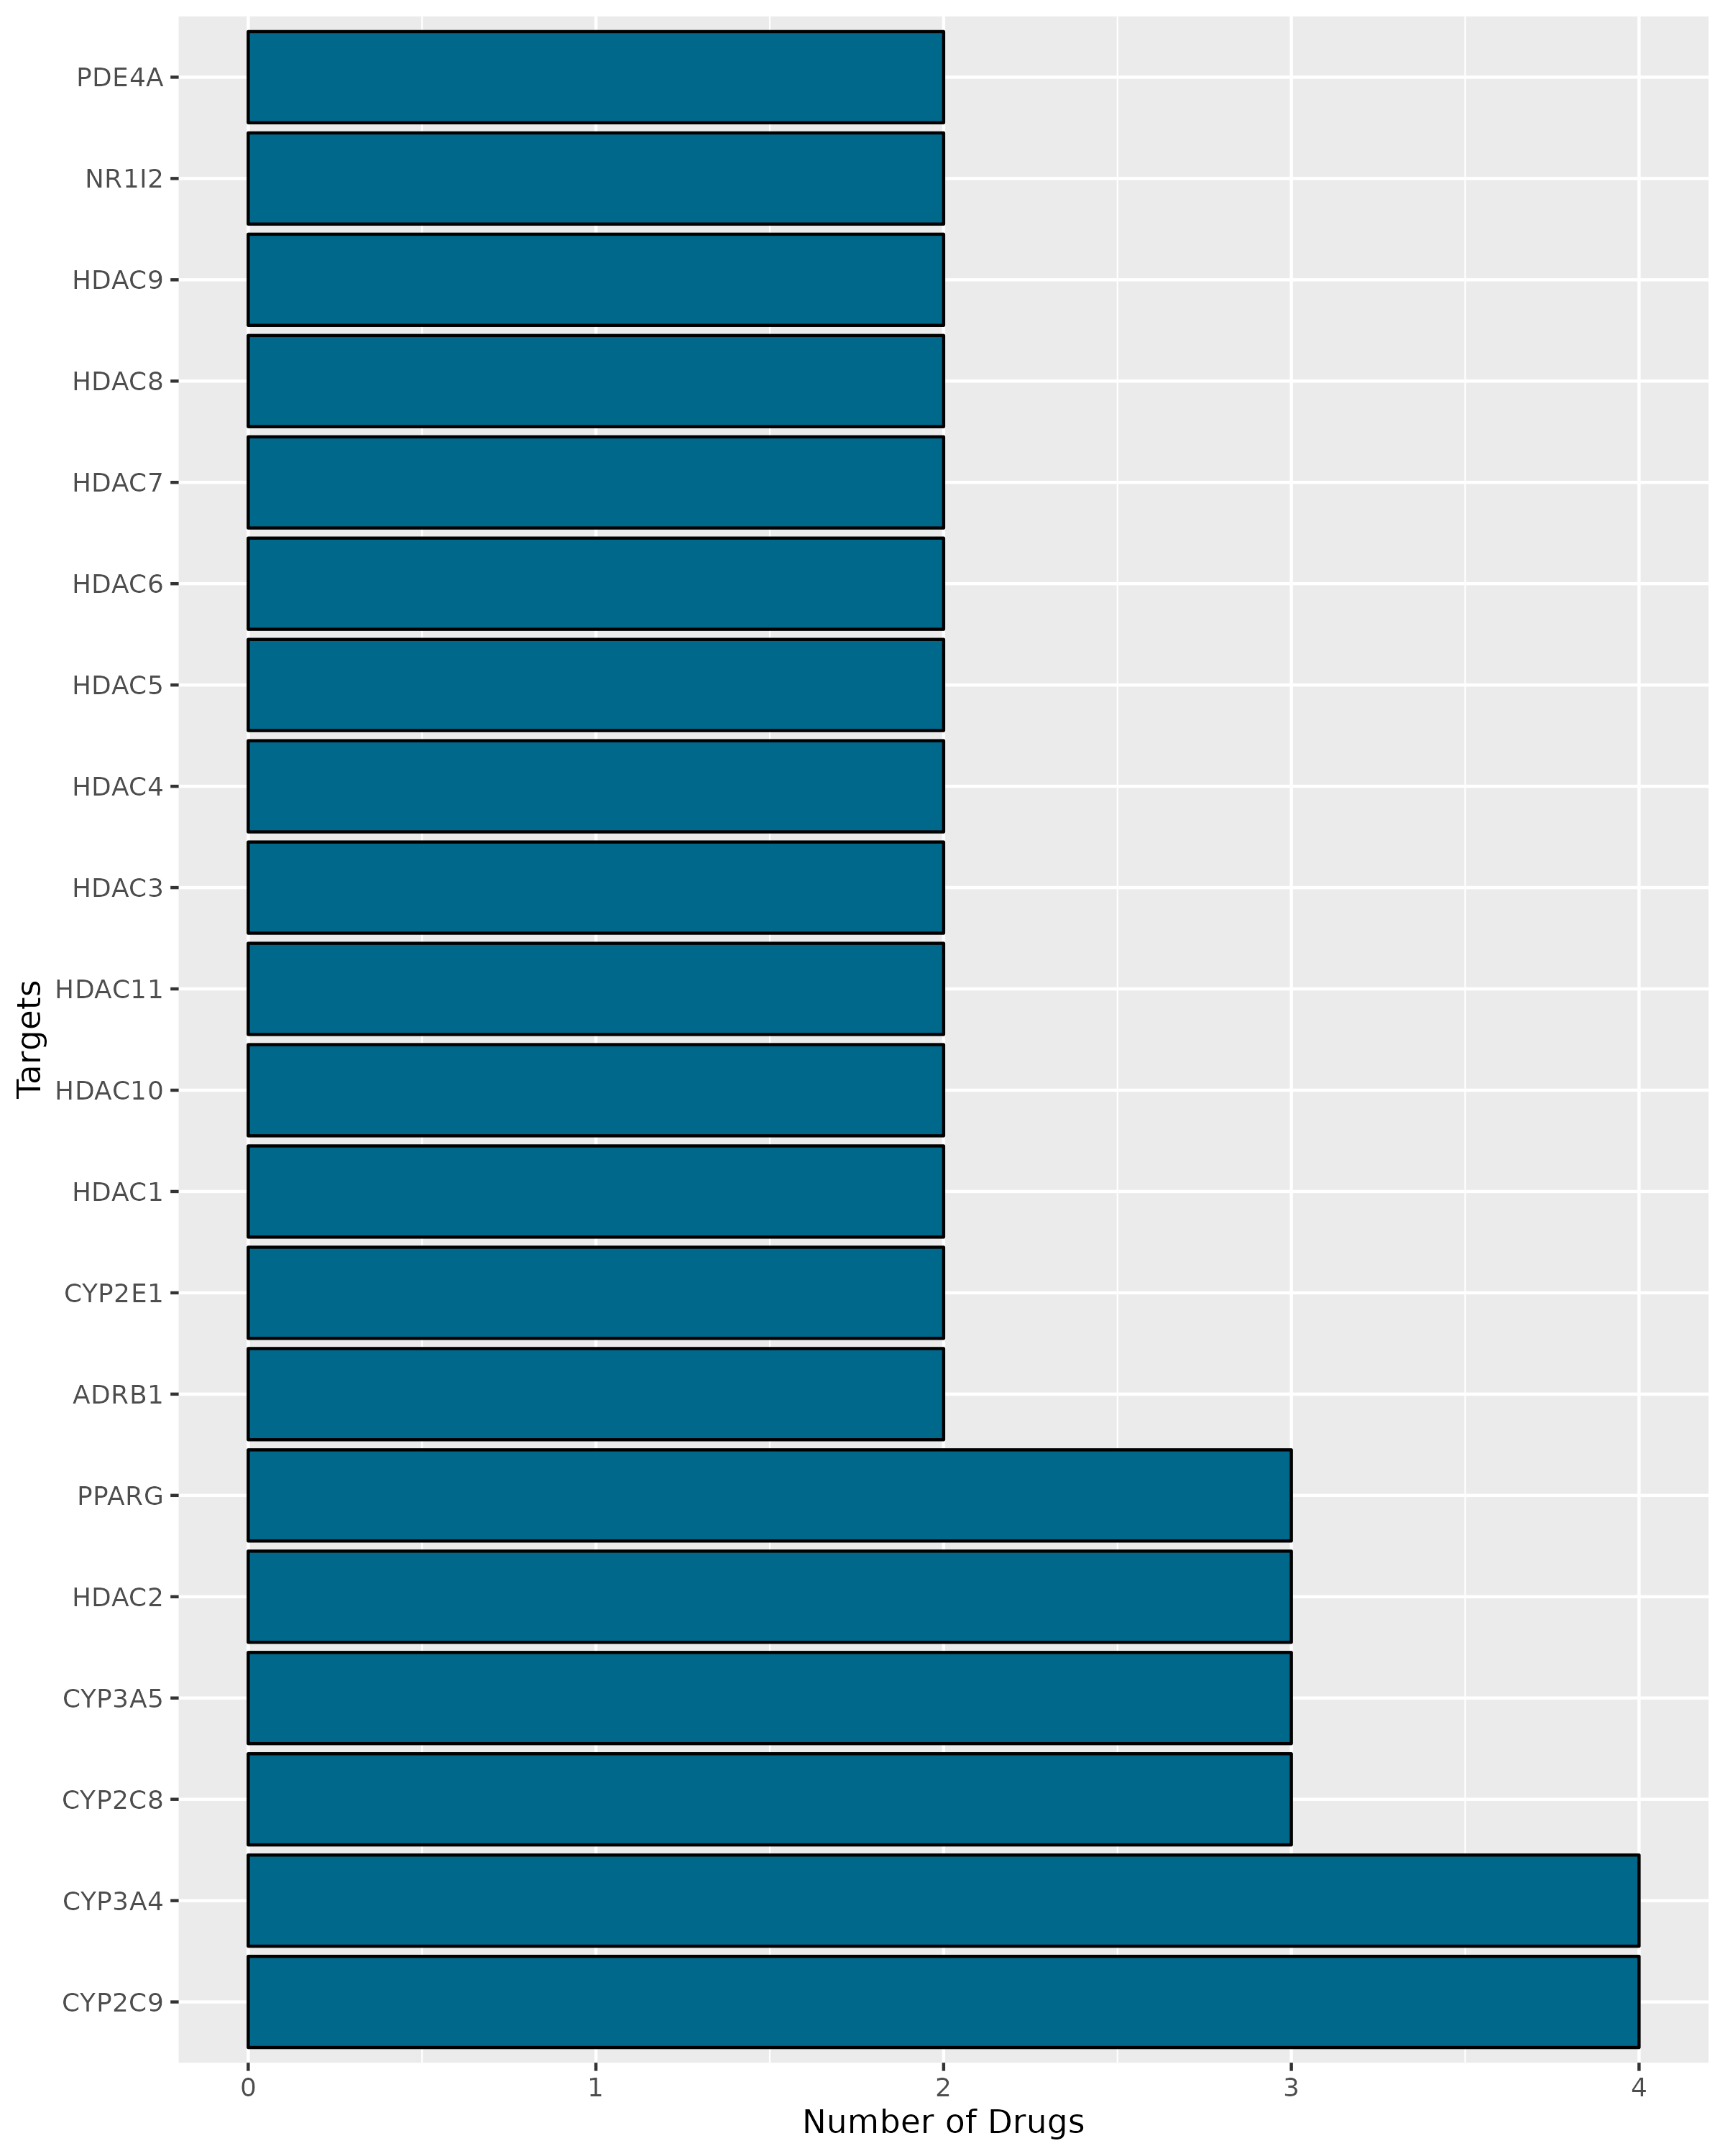 PDE4A
NR1I2
HDAC9
HDAC8
HDAC7
HDAC6
HDAC5
HDAC4
HDAC3
HDAC11
HDAC10
HDAC1
CYP2E1
ADRB1
PPARG
HDAC2
CYP3A5
CYP2C8
CYP3A4
CYP2C9
Targets
0 1 2 3 4
Number of Drugs